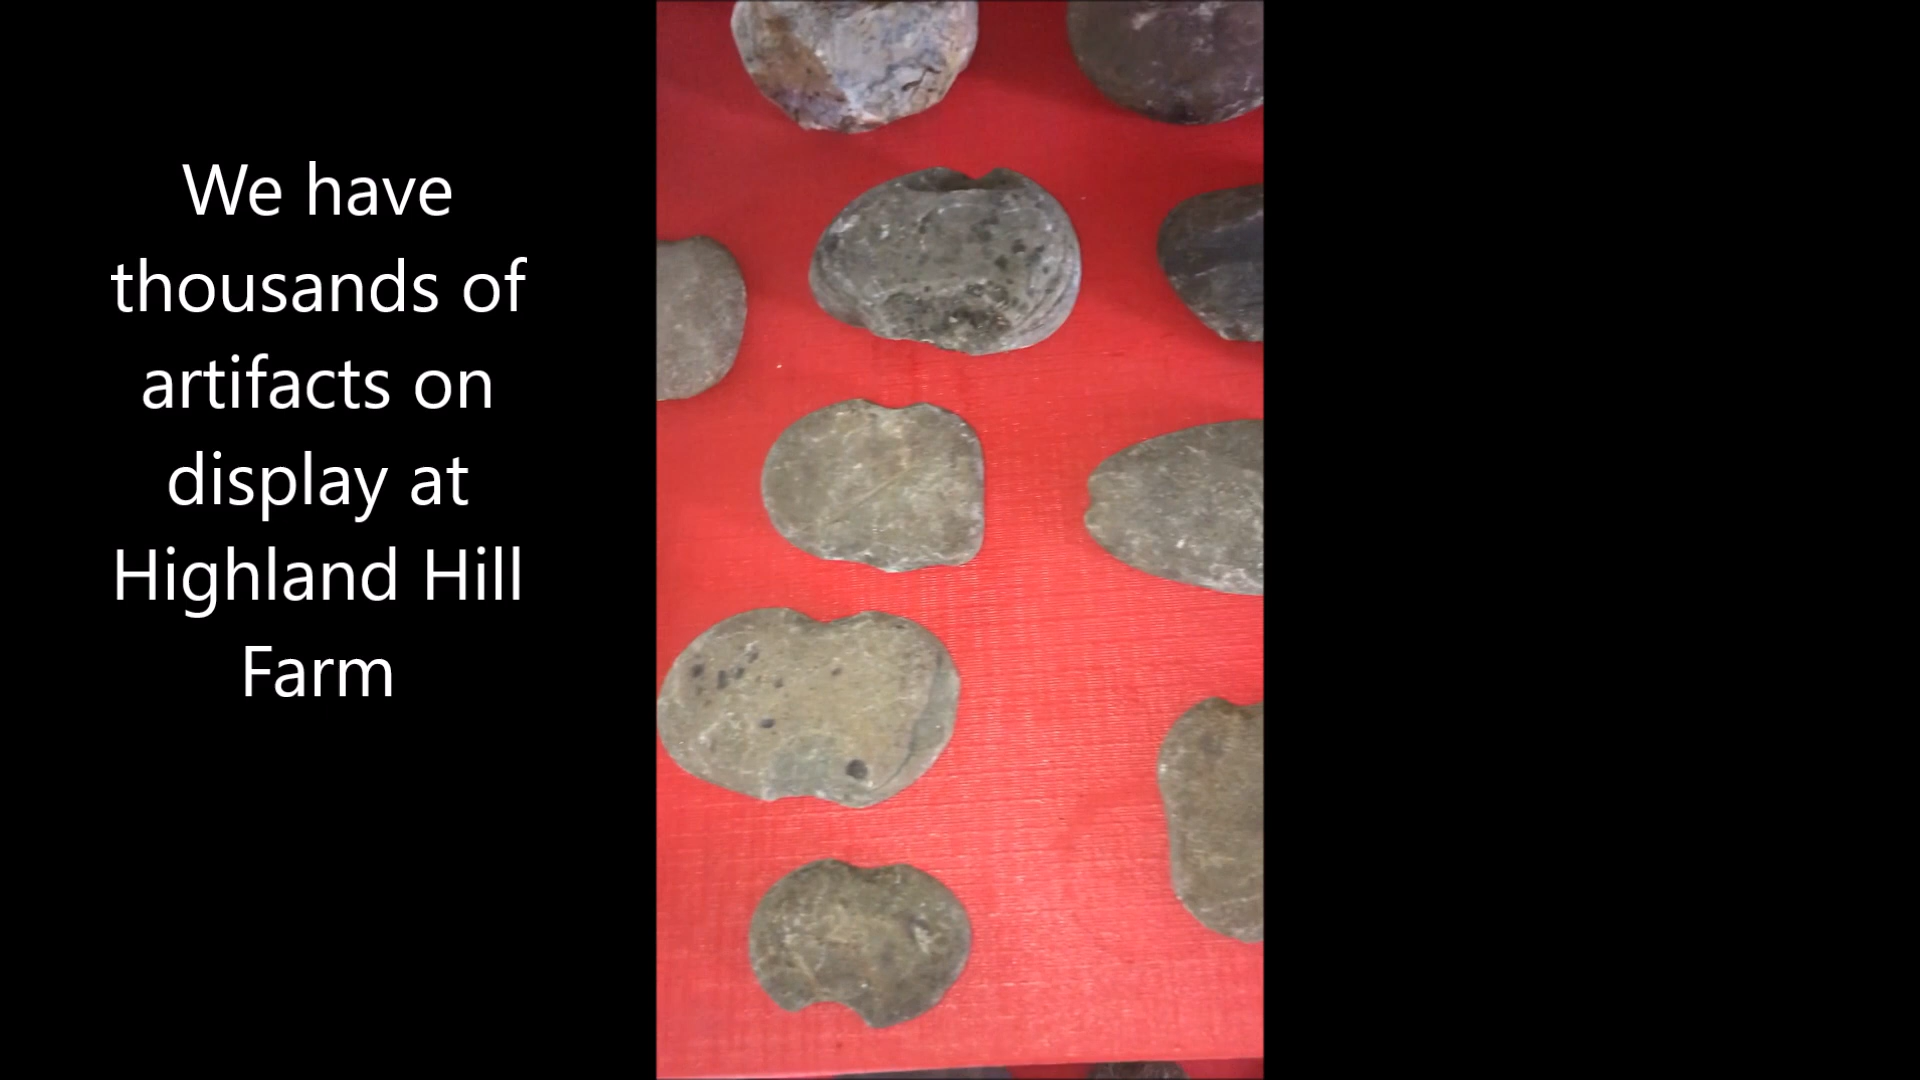 We have
thousands of
artifacts on
display at
Highland Hill
Farm